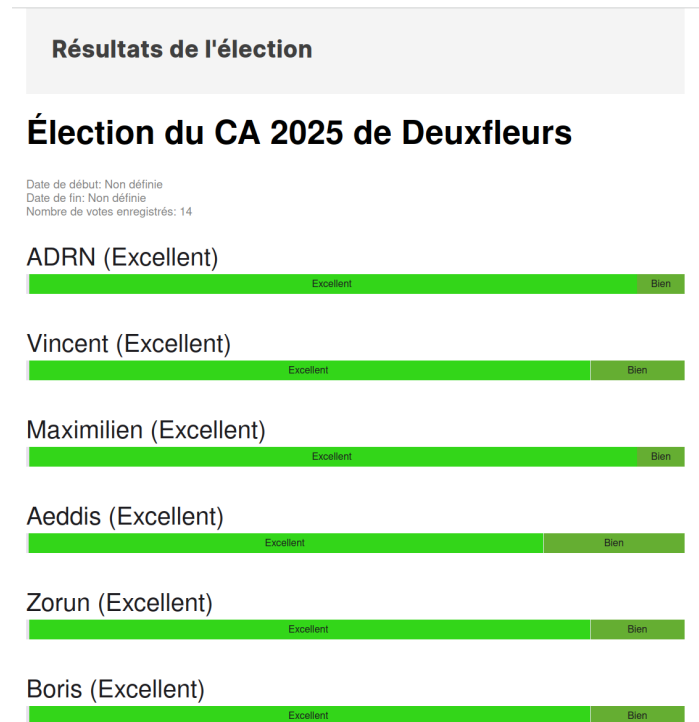 Résultats de l'élection
Élection du CA 2025 de Deuxfleurs
Date de début: Non définie
Date de fin: Non définie
Nombre de votes enregistrés: 14
ADRN (Excellent)
Excellent Bien
Vincent (Excellent)
Excellent Bien
Maximilien (Excellent)
Excellent Bien
Aeddis (Excellent)
Excellent Bien
Zorun (Excellent)
Excellent Bien
Boris (Excellent)
Excellent Bien